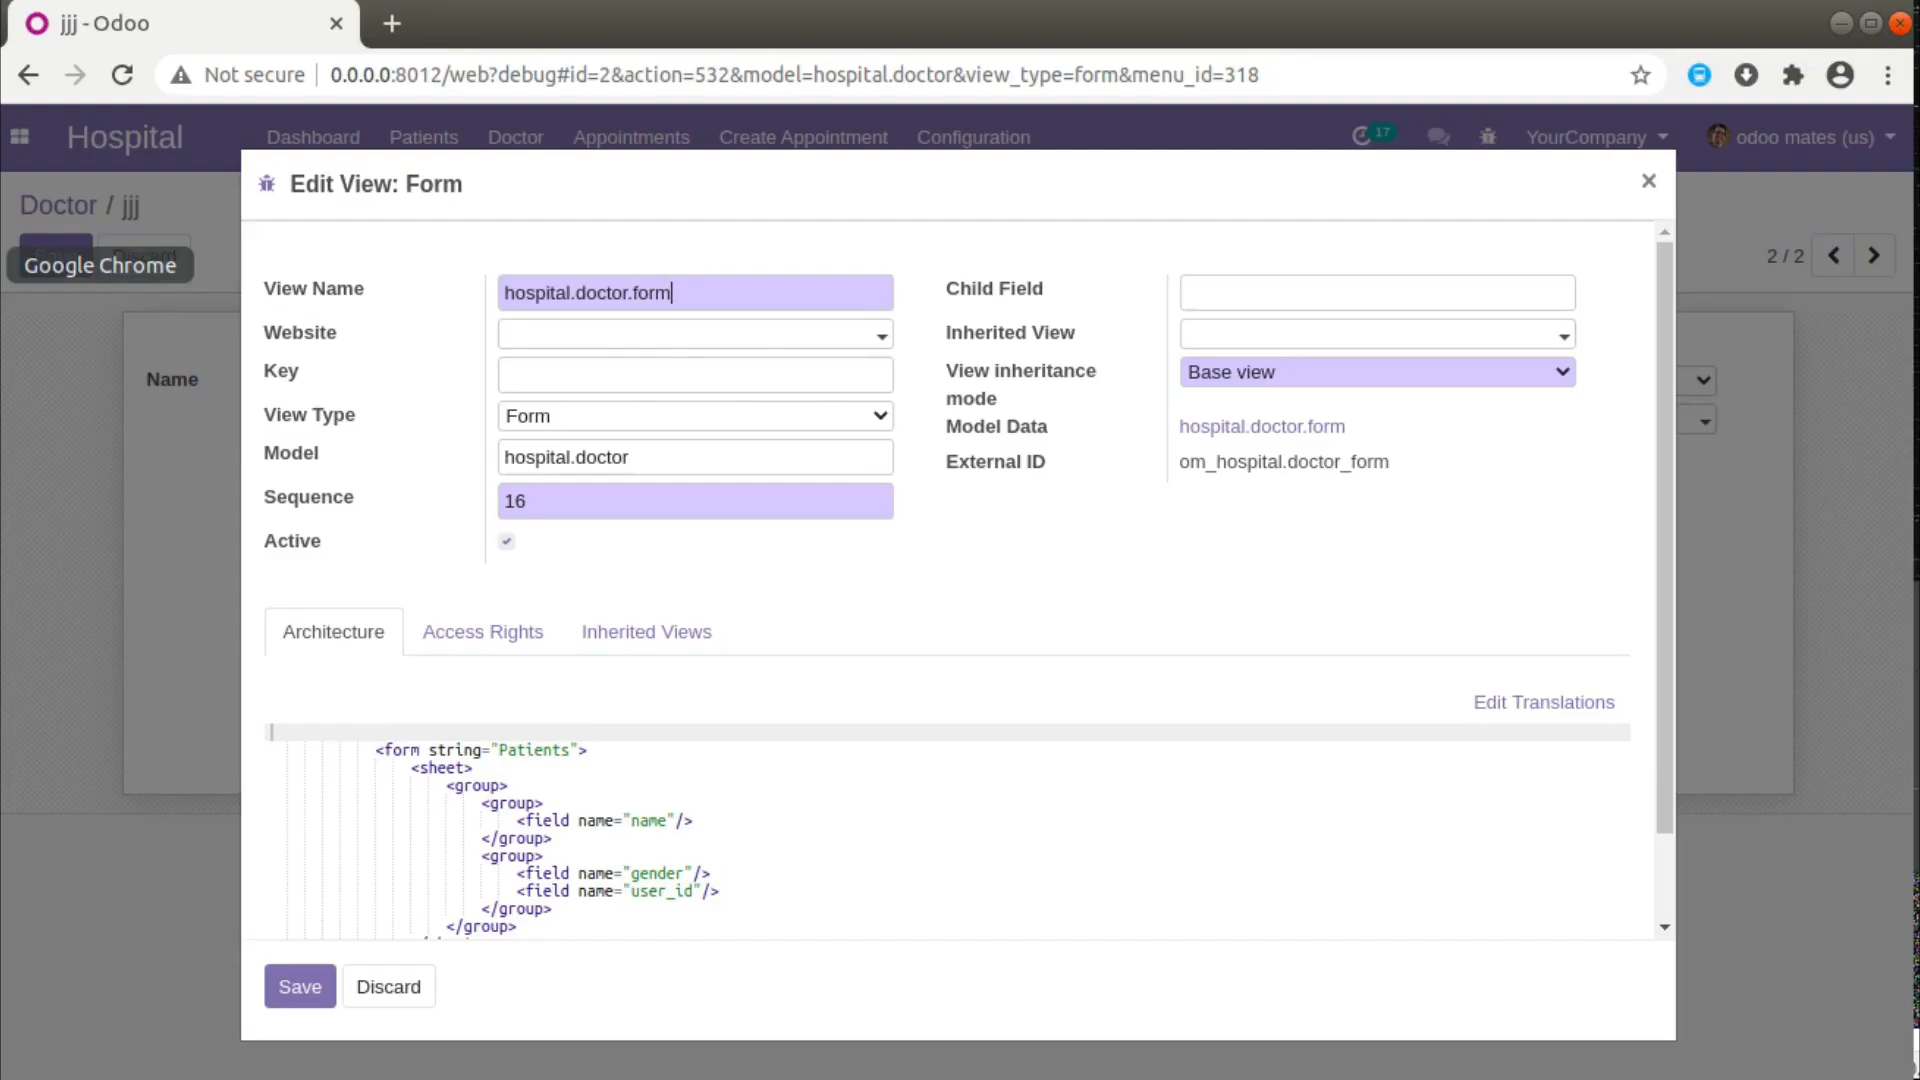 jjj - Odoo
Not secure
0.0.0.0:8012/web?debug#id=2&action=532&model=hospital.doctor&view_type=form&menu_id=318
Hospital
Dashboard
Patients
Doctor
Appointments
Create Appointment
Configuration
17
YourCompany
odoo mates (us)
Doctor / jjj
Discard
Google Chrome
2 / 2
Name
Edit View: Form
View Name
hospital.doctor.form
Website
Key
View Type
Form
Model
hospital.doctor
Sequence
16
Active
Child Field
Inherited View
View inheritance
mode
Base view
Model Data
hospital.doctor.form
External ID
om_hospital.doctor_form
Architecture
Access Rights
Inherited Views
Edit Translations
<form string="Patients">
<sheet>
<group>
<group>
<field name="name"/>
</group>
<group>
<field name="gender"/>
<field name="user_id"/>
</group>
</group>
Save
Discard